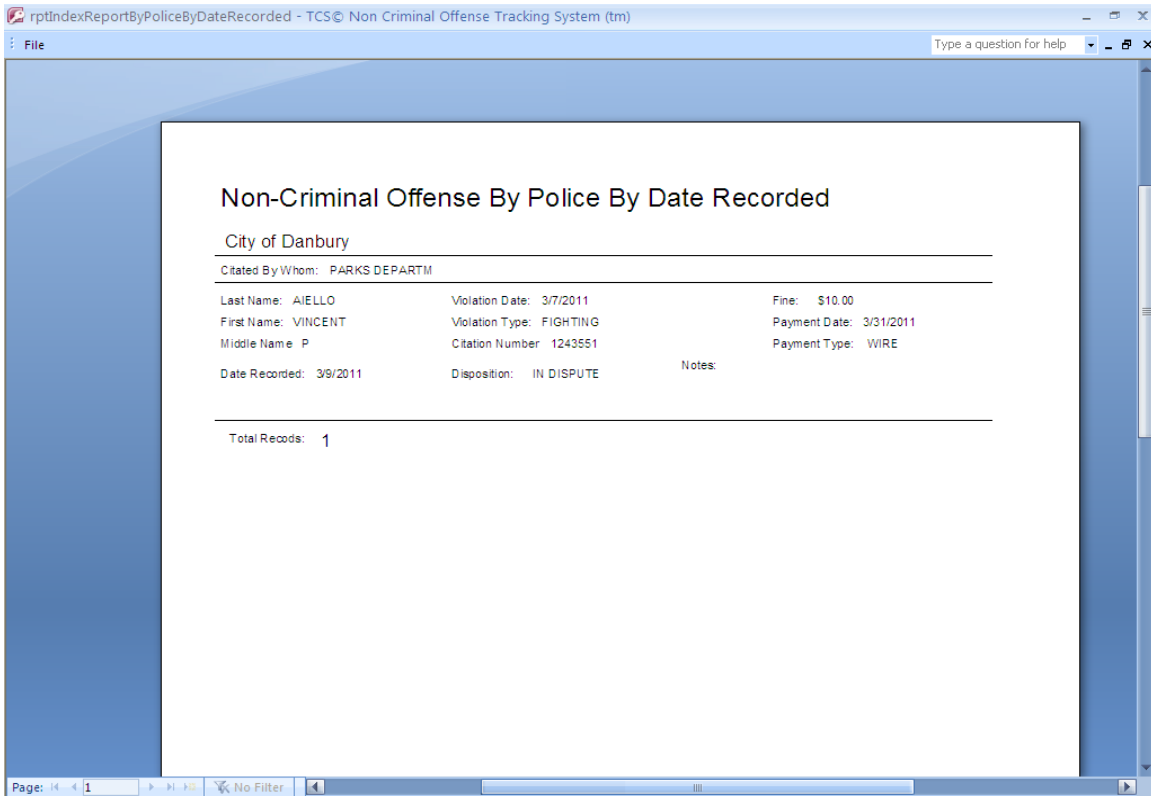 rptIndexReportByPoliceByDateRecorded - TCS© Non Criminal Offense Tracking System (tm)
File
Type a question for help
Non-Criminal Offense By Police By Date Recorded
City of Danbury
Citated By Whom: PARKS DEPARTM
Last Name: AIELLO Violation Date: 3/7/2011 Fine: $10.00
First Name: VINCENT Violation Type: FIGHTING Payment Date: 3/31/2011
Middle Name P Citation Number 1243551 Payment Type: WIRE
Date Recorded: 3/9/2011 Disposition: IN DISPUTE Notes:
Total Recods: 1
Page: 1 No Filter